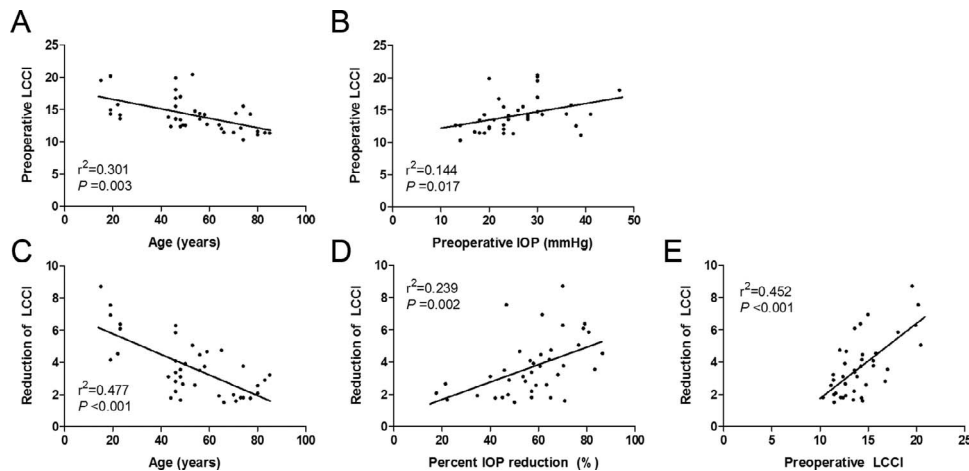 A
Preoperative LCCI
25
20
15
10
5
0
r²=0.301
P =0.003
0 20 40 60 80 100
Age (years)
B
Preoperative LCCI
25
20
15
10
5
0
r²=0.144
P =0.017
0 10 20 30 40 50
Preoperative IOP (mmHg)
C
Reduction of LCCI
10
8
6
4
2
0
r²=0.477
P <0.001
0 20 40 60 80 100
Age (years)
D
Reduction of LCCI
10
8
6
4
2
0
r²=0.239
P =0.002
0 20 40 60 80 100
Percent IOP reduction (%)
E
Reduction of LCCI
10
8
6
4
2
0
r²=0.452
P <0.001
0 5 10 15 20 25
Preoperative LCCI